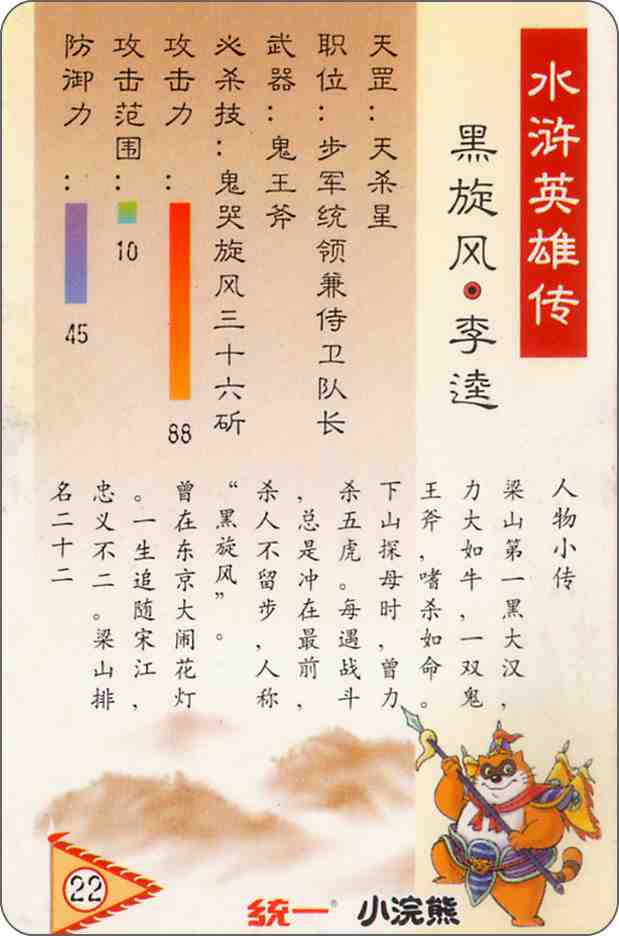 水浒英雄传
黑旋风·李逵
天罡：天杀星
职位：步军统领兼侍卫队长
武器：鬼王斧
必杀技：鬼哭旋风三十六斫
攻击力：
88
攻击范围：
10
防御力：
45
人物小传
梁山第一黑大汉，
力大如牛，一双鬼
王斧，嗜杀如命。
下山探母时，曾力
杀五虎。每遇战斗
，总是冲在最前，
杀人不留步，人称
“黑旋风”。
曾在东京大闹花灯
。一生追随宋江，
忠义不二。梁山排
名二十二
22
统一® 小浣熊